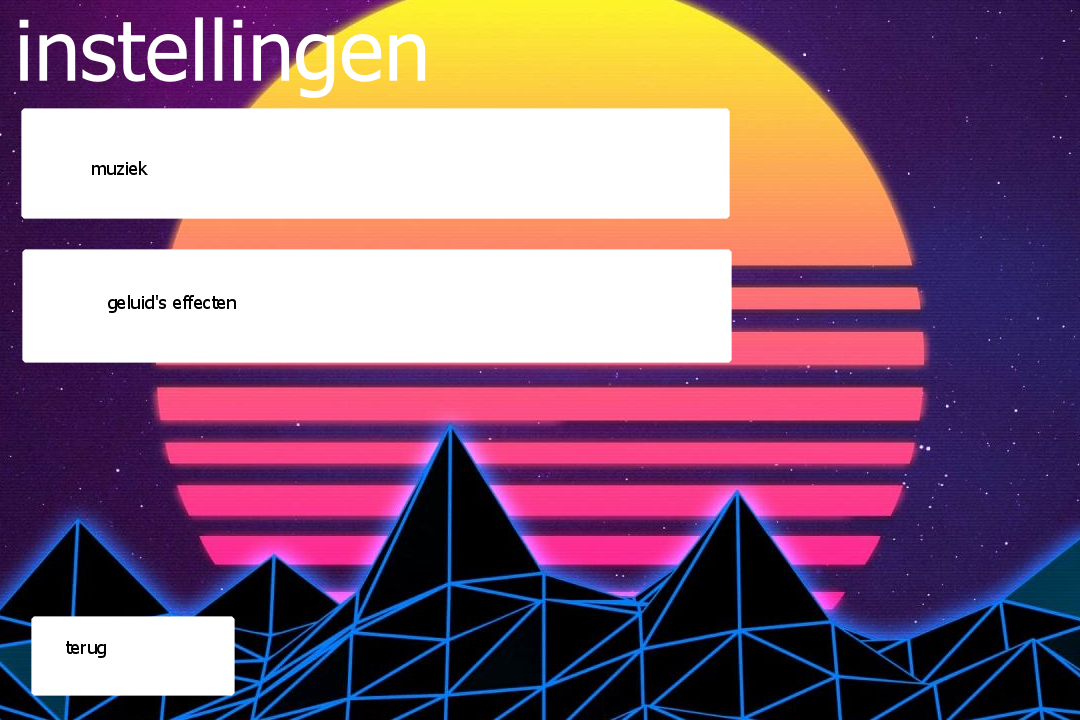 instellingen
muziek
geluid's effecten
terug